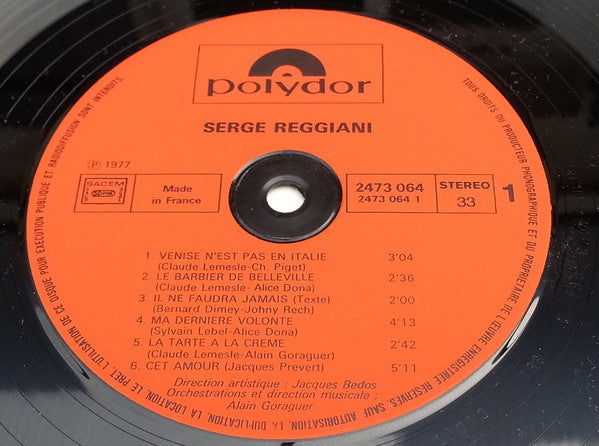 polydor
SERGE REGGIANI
℗ 1977
SACEM
SDRM
Made
in France
2473 064
2473 064 1
STEREO
33
1
1. VENISE N'EST PAS EN ITALIE 3'04
(Claude Lemesle-Ch. Piget)
2. LE BARBIER DE BELLEVILLE 2'36
(Claude Lemesle- Alice Dona)
3. IL NE FAUDRA JAMAIS (Texte) 2'00
(Bernard Dimey-Johny Rech)
4. MA DERNIERE VOLONTE 4'13
(Sylvain Lebel-Alice Dona)
5. LA TARTE A LA CREME 2'42
(Claude Lemesle-Alain Goraguer)
6. CET AMOUR (Jacques Prevert) 5'11
Direction artistique : Jacques Bedos
Orchestrations et direction musicale :
Alain Goraguer
TOUS DROITS DU PRODUCTEUR PHONOGRAPHIQUE ET DU PROPRIETAIRE DE L'ŒUVRE ENREGISTREE RESERVES. SAUF AUTORISATION, LA DUPLICATION, LA LOCATION, LE PRET, L'UTILISATION DE CE DISQUE POUR EXECUTION PUBLIQUE ET RADIODIFFUSION SONT INTERDITS.